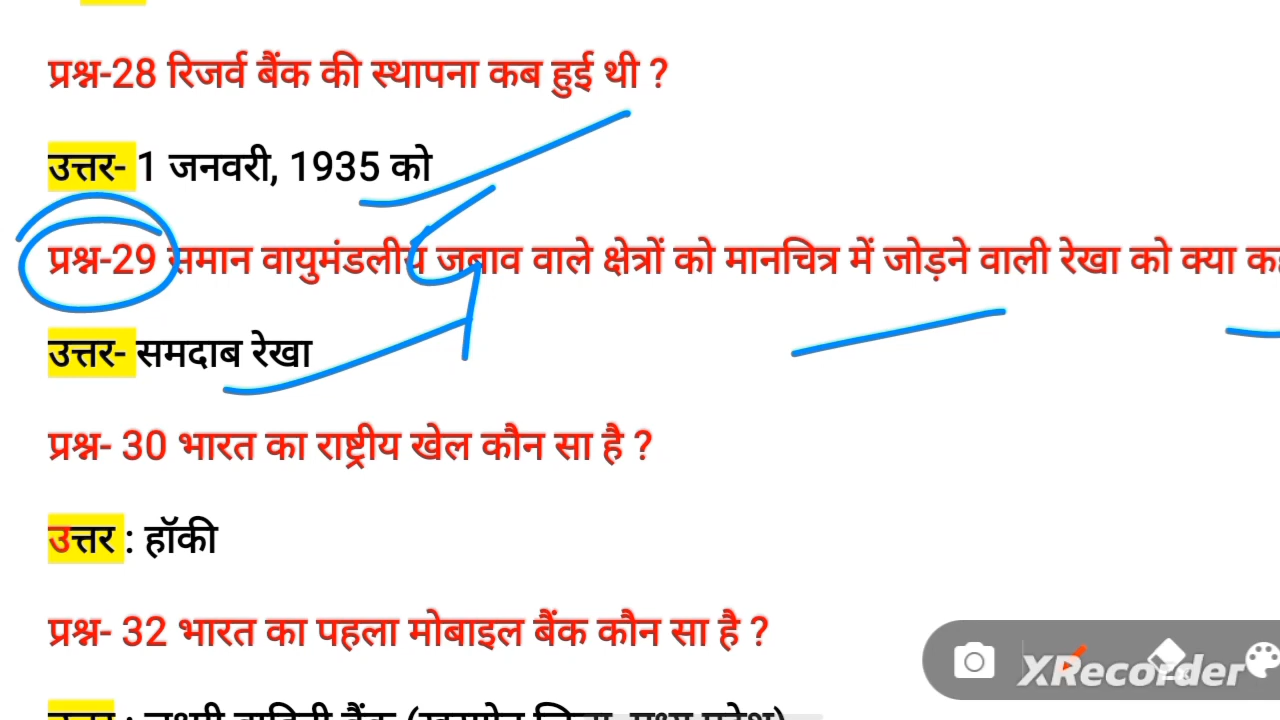 प्रश्न-28 रिजर्व बैंक की स्थापना कब हुई थी ?
उत्तर- 1 जनवरी, 1935 को
प्रश्न-29 समान वायुमंडलीय वाले क्षेत्रों को मानचित्र में जोड़ने वाली रेखा को क्या
उत्तर- समदाब रेखा
प्रश्न- 30 भारत का राष्ट्रीय खेल कौन सा है ?
उत्तर : हॉकी
प्रश्न- 32 भारत का पहला मोबाइल बैंक कौन सा है ?
XRecorder